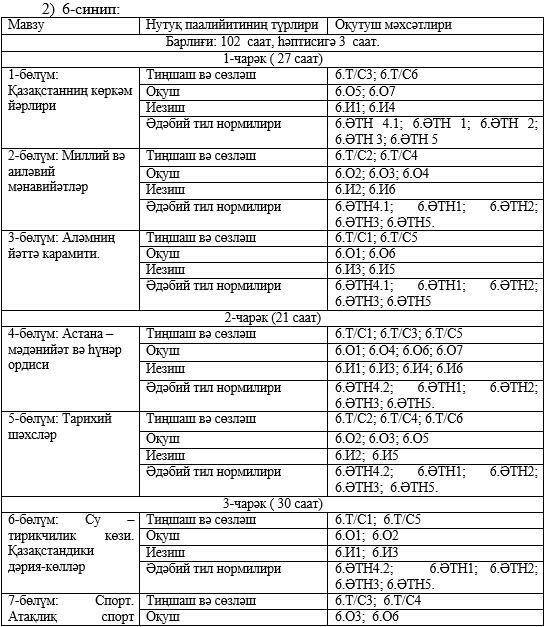 2) 6-синип:
Мавзу Нутуқ паалийитиниң түрлири Оқутуш мәхсәтлири
Барлиғи: 102 саат, һәптисигә 3 саат.
1-чарәк ( 27 саат)
1-бөлүм: Тиңшаш вә сөзләш 6.Т/С3; 6.Т/С6
Қазақстанниң көркәм Оқуш 6.О5; 6.О7
йәрлири Иезиш 6.И1; 6.И4
Әдәбий тил нормилири 6.ӘТН 4.1; 6.ӘТН 1; 6.ӘТН 2;
6.ӘТН 3; 6.ӘТН 5
2-бөлүм: Миллий вә Тиңшаш вә сөзләш 6.Т/С2; 6.Т/С4
аиләвий Оқуш 6.О2; 6.О3; 6.О4
мәнавийәтләр Иезиш 6.И2; 6.И6
Әдәбий тил нормилири 6.ӘТН4.1; 6.ӘТН1; 6.ӘТН2;
6.ӘТН3; 6.ӘТН5.
3-бөлүм: Аләмниң Тиңшаш вә сөзләш 6.Т/С1; 6.Т/С5
йәттә карамити. Оқуш 6.О1; 6.О6
Иезиш 6.И3; 6.И5
Әдәбий тил нормилири 6.ӘТН4.1; 6.ӘТН1; 6.ӘТН2;
6.ӘТН3; 6.ӘТН5
2-чарәк (21 саат)
4-бөлүм: Астана – Тиңшаш вә сөзләш 6.Т/С1; 6.Т/С3; 6.Т/С5
мәдәнийәт вә һүнәр Оқуш 6.О1; 6.О4; 6.О6; 6.О7
ордиси Иезиш 6.И1; 6.И3; 6.И4; 6.И6
Әдәбий тил нормилири 6.ӘТН4.2; 6.ӘТН1; 6.ӘТН2;
6.ӘТН3; 6.ӘТН5.
5-бөлүм: Тарихий Тиңшаш вә сөзләш 6.Т/С2; 6.Т/С4; 6.Т/С6
шәхсләр Оқуш 6.О2; 6.О3; 6.О5
Иезиш 6.И2; 6.И5
Әдәбий тил нормилири 6.ӘТН4.2; 6.ӘТН1; 6.ӘТН2;
6.ӘТН3; 6.ӘТН5.
3-чарәк ( 30 саат)
6-бөлүм: Су – Тиңшаш вә сөзләш 6.Т/С1; 6.Т/С5
тирикчилик көзи. Оқуш 6.О1; 6.О2
Қазақстандики Иезиш 6.И1; 6.И3
дәрия-көлләр Әдәбий тил нормилири 6.ӘТН4.2; 6.ӘТН1; 6.ӘТН2;
6.ӘТН3; 6.ӘТН5.
7-бөлүм: Спорт. Тиңшаш вә сөзләш 6.Т/С3; 6.Т/С4
Атақлиқ спорт Оқуш 6.О3; 6.О6